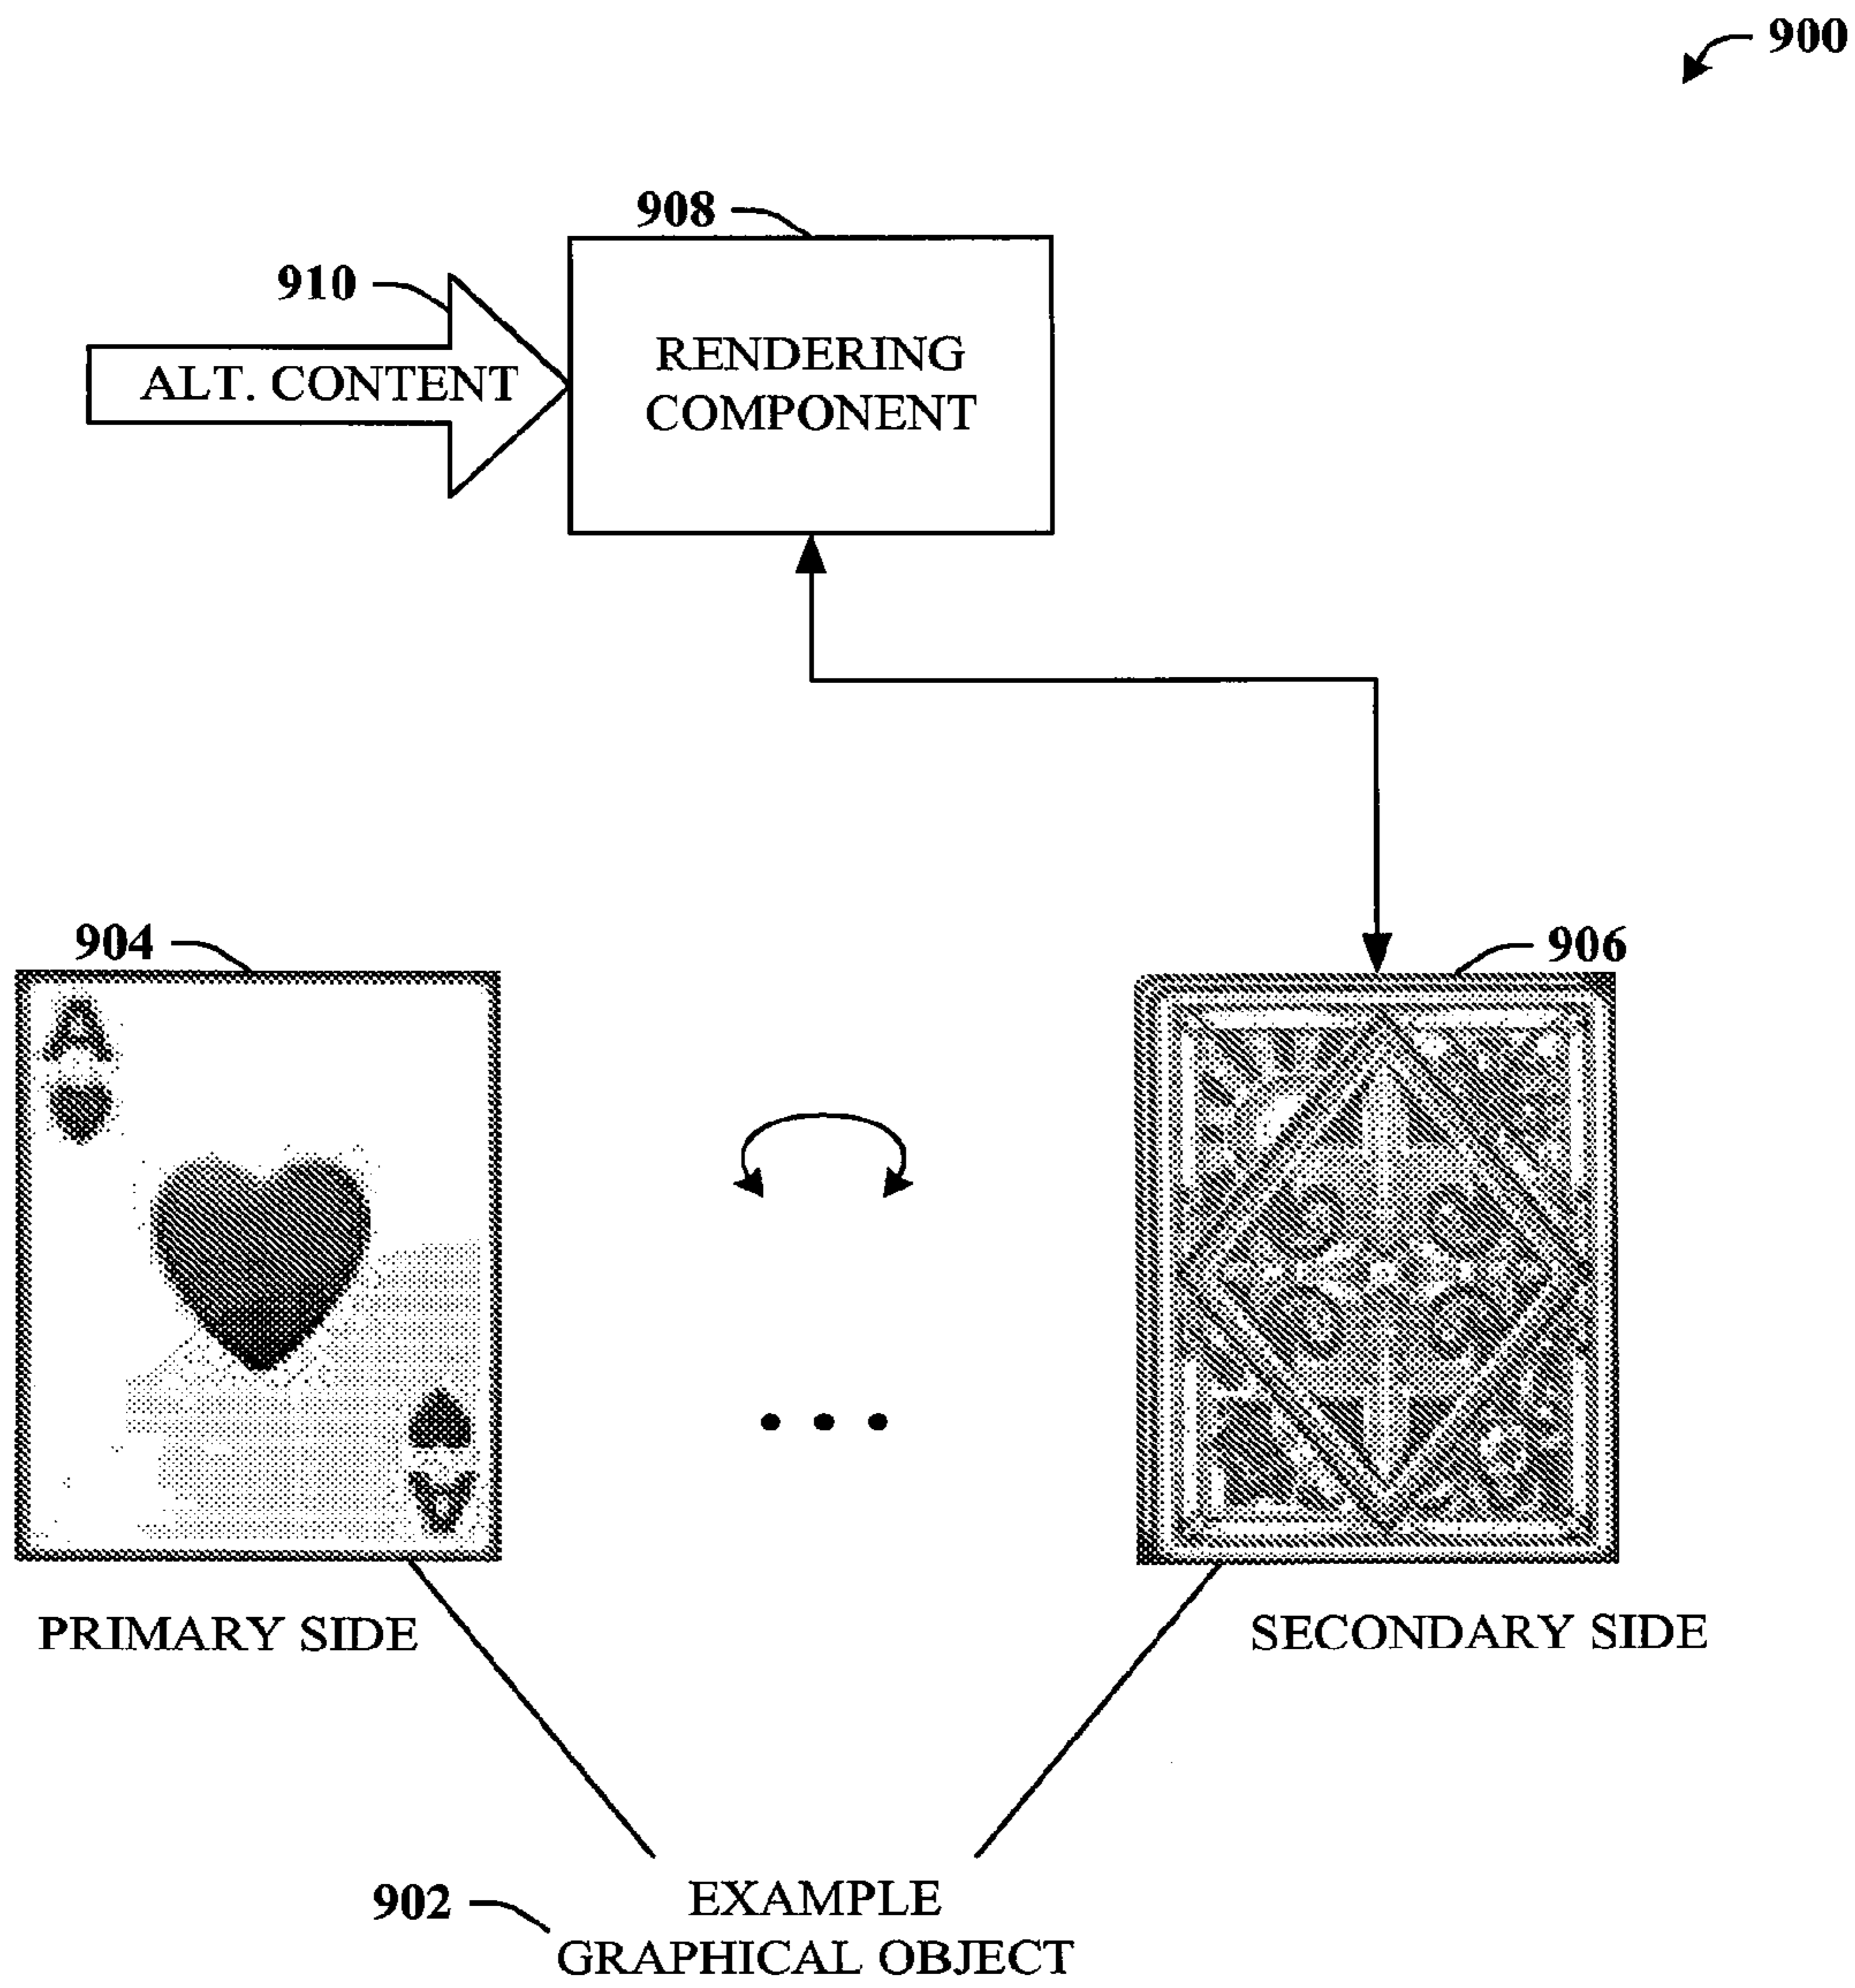 900
908
910
RENDERING
COMPONENT
ALT. CONTENT
904
906
A
A
PRIMARY SIDE
SECONDARY SIDE
902
EXAMPLE
GRAPHICAL OBJECT